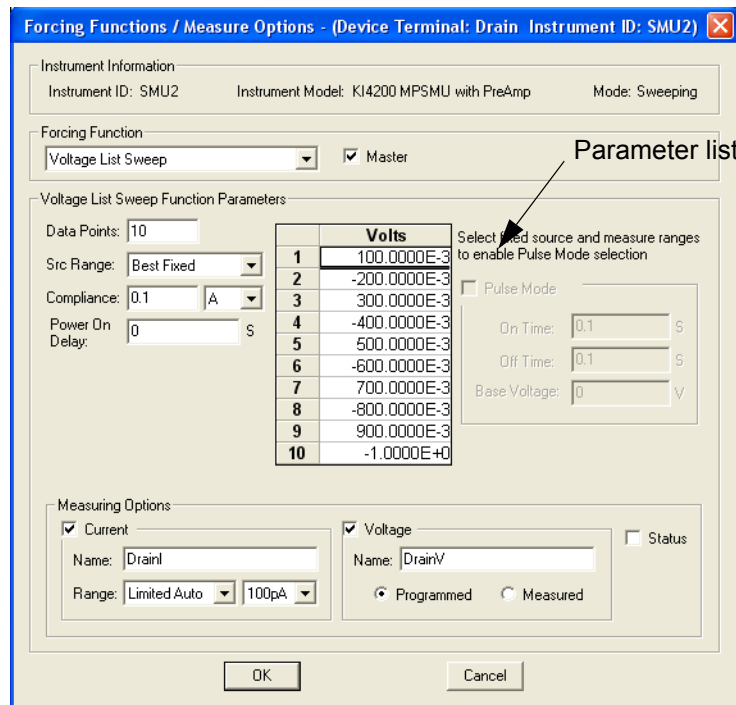 Forcing Functions / Measure Options - (Device Terminal: Drain Instrument ID: SMU2)
Instrument Information
Instrument ID: SMU2 Instrument Model: KI4200 MPSMU with PreAmp Mode: Sweeping
Forcing Function
Voltage List Sweep Master
Parameter list
Voltage List Sweep Function Parameters
Data Points: 10
Src Range: Best Fixed
Compliance: 0.1 A
Power On Delay: 0 S
Volts
1 100.0000E-3
2 -200.0000E-3
3 300.0000E-3
4 -400.0000E-3
5 500.0000E-3
6 -600.0000E-3
7 700.0000E-3
8 -800.0000E-3
9 900.0000E-3
10 -1.0000E+0
Select fixed source and measure ranges
to enable Pulse Mode selection
Pulse Mode
On Time: 0.1 S
Off Time: 0.1 S
Base Voltage: 0 V
Measuring Options
Current
Name: DrainI
Range: Limited Auto 100pA
Voltage
Name: DrainV
Programmed Measured
Status
OK Cancel